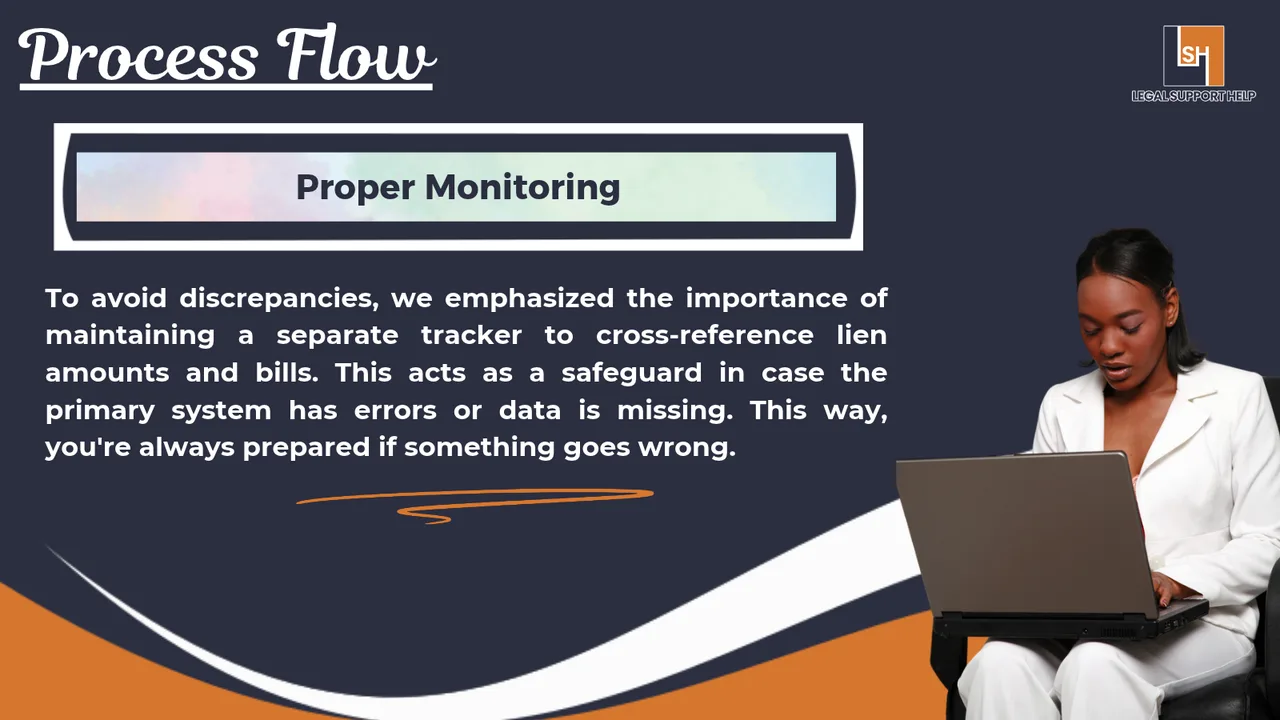 Process Flow
SH
LEGAL SUPPORT HELP
Proper Monitoring
To avoid discrepancies, we emphasized the importance of
maintaining a separate tracker to cross-reference lien
amounts and bills. This acts as a safeguard in case the
primary system has errors or data is missing. This way,
you're always prepared if something goes wrong.